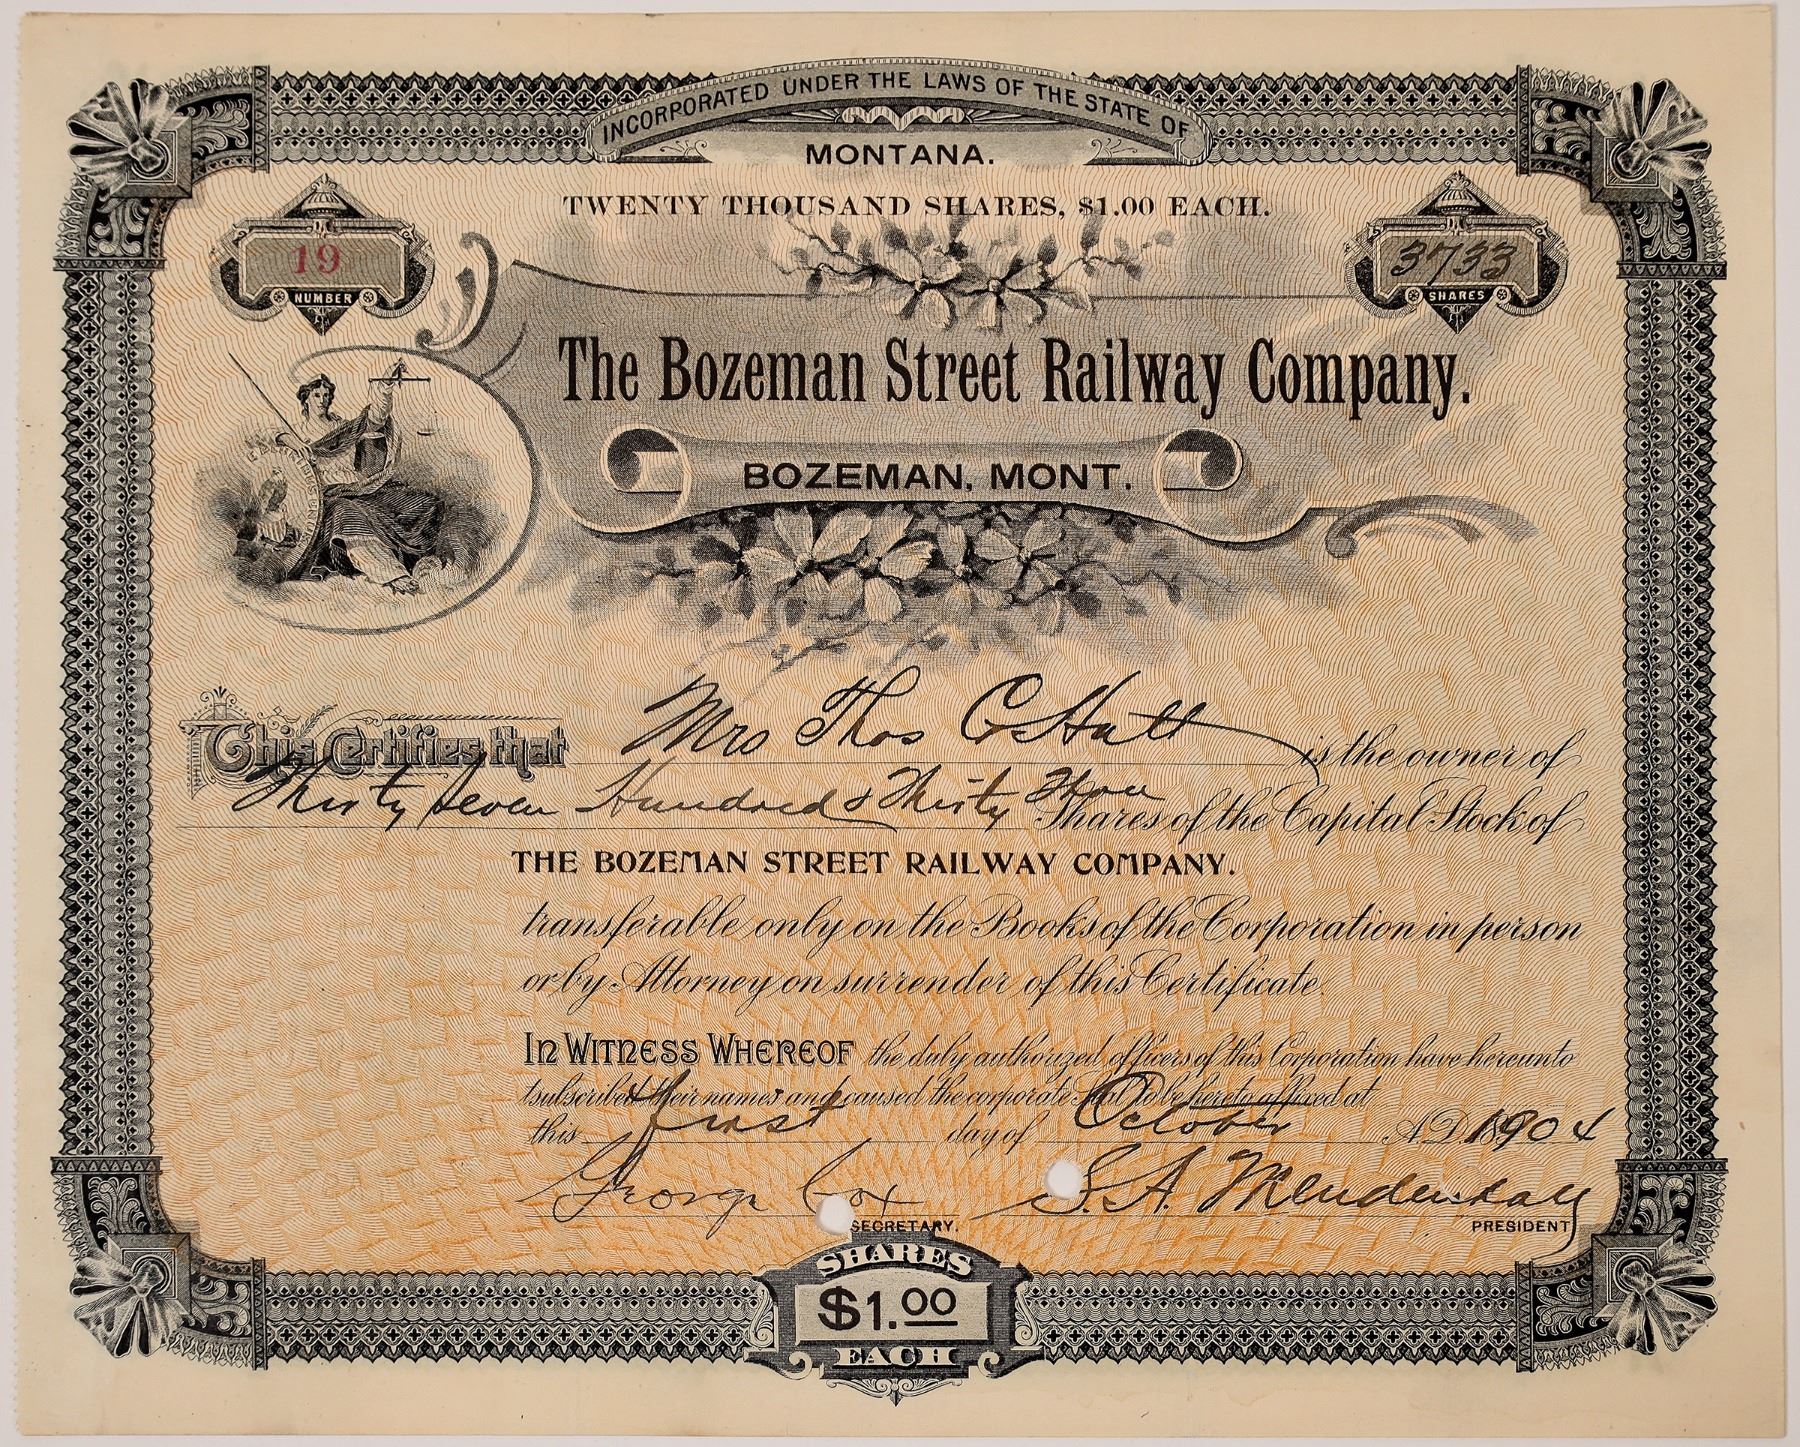 INCORPORATED UNDER THE LAWS OF THE STATE OF
MONTANA.
TWENTY THOUSAND SHARES, $1.00 EACH.
19
NUMBER
3733
SHARES
The Bozeman Street Railway Company.
BOZEMAN, MONT.
This Certifies that Mrs Thos C is the owner of
Thirty Seven Hundred & Thirty Three Shares of the Capital Stock of
THE BOZEMAN STREET RAILWAY COMPANY.
transferable only on the Books of the Corporation in person
or by Attorney on surrender of this Certificate.
IN WITNESS WHEREOF the duly authorized officers of this Corporation have hereunto
subscribed their names and caused the corporate Seal to be hereto affixed at
this first day of October A.D. 1904
George Cox
SECRETARY.
S. A. Mendenhall
PRESIDENT
SHARES
$1.00
EACH